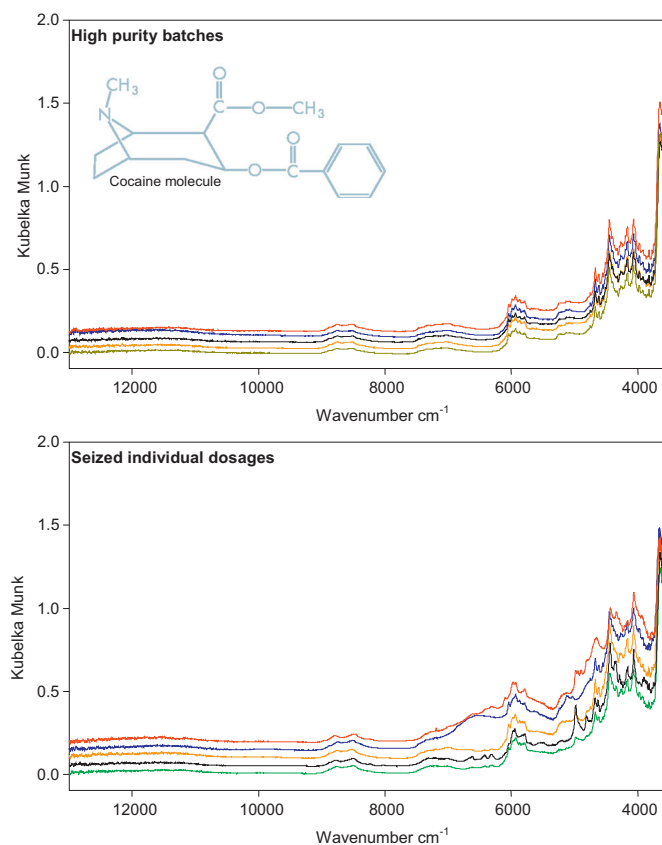 High purity batches
2.0
1.5
1.0
0.5
0.0
Kubelka Munk
CH₃
N
O
O
CH₃
O
O
Cocaine molecule
12000 10000 8000 6000 4000
Wavenumber cm⁻¹
Seized individual dosages
2.0
1.5
1.0
0.5
0.0
Kubelka Munk
12000 10000 8000 6000 4000
Wavenumber cm⁻¹